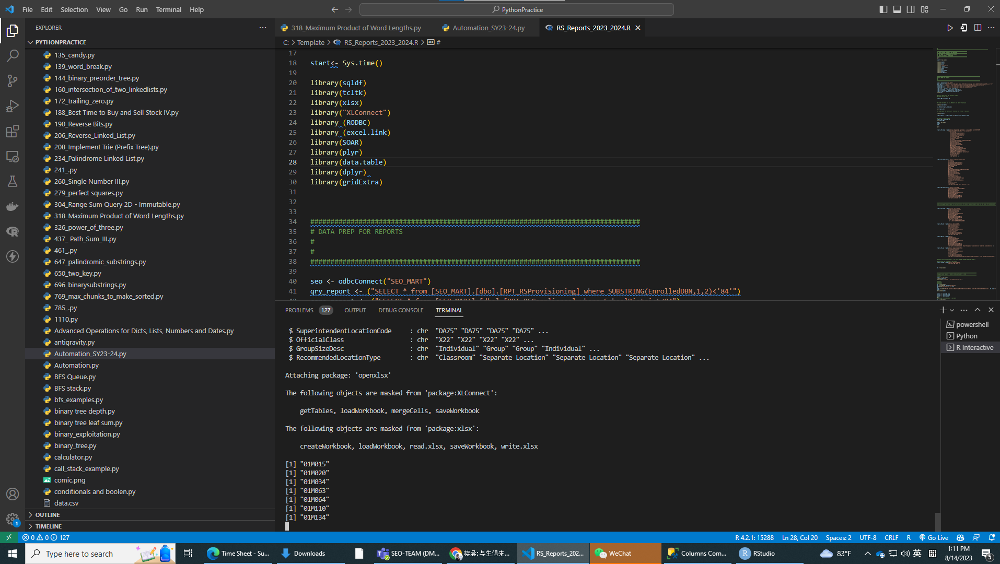 File Edit Selection View Go Run Terminal Help
PythonPractice
EXPLORER
PYTHONPRACTICE
135_candy.py
139_word_break.py
144_binary_preorder_tree.py
160_intersection_of_two_linkedlists.py
172_trailing_zero.py
188_Best Time to Buy and Sell Stock IV.py
190_Reverse Bits.py
206_Reverse_Linked_List.py
208_Implement Trie (Prefix Tree).py
234_Palindrome Linked List.py
241_.py
260_Single Number III.py
279_perfect squares.py
304_Range Sum Query 2D - Immutable.py
318_Maximum Product of Word Lengths.py
326_power_of_three.py
437_ Path_Sum_III.py
461_.py
647_palindromic_substrings.py
650_two_key.py
696_binarysubstrings.py
769_max_chunks_to_make_sorted.py
785_.py
1110.py
Advanced Operations for Dicts, Lists, Numbers and Dates.py
antigravity.py
Automation_SY23-24.py
Automation.py
BFS Queue.py
BFS stack.py
bfs_examples.py
binary tree depth.py
binary tree leaf sum.py
binary_exploitation.py
binary_tree.py
calculator.py
call_stack_example.py
comic.png
conditionals and boolen.py
data.csv
OUTLINE
TIMELINE
318_Maximum Product of Word Lengths.py
Automation_SY23-24.py
RS_Reports_2023_2024.R
C: > Template > RS_Reports_2023_2024.R > #
17
18 start<- Sys.time()
19
20 library(sqldf)
21 library(tcltk)
22 library(xlsx)
23 library("XLConnect")
24 library (RODBC)
25 library (excel.link)
26 library(SOAR)
27 library(plyr)
28 library(data.table)
29 library(dplyr)
30 library(gridExtra)
31
32
33
34 ##################################################################################
35 # DATA PREP FOR REPORTS
36 #
37 #
38 ##################################################################################
39
40 seo <- odbcConnect("SEO_MART")
41 qry_report <- ("SELECT * from [SEO_MART].[dbo].[RPT_RSProvisioning] where SUBSTRING(EnrolledDBN,1,2)<'84'")
PROBLEMS 127 OUTPUT DEBUG CONSOLE TERMINAL
$ SuperintendentLocationCode : chr "DA75" "DA75" "DA75" "DA75" ...
$ OfficialClass : chr "X22" "X22" "X22" "X22" ...
$ GroupSizeDesc : chr "Individual" "Group" "Group" "Individual" ...
$ RecommendedLocationType : chr "Classroom" "Separate Location" "Separate Location" "Separate Location" ...
Attaching package: 'openxlsx'
The following objects are masked from 'package:XLConnect':
getTables, loadWorkbook, mergeCells, saveWorkbook
The following objects are masked from 'package:xlsx':
createWorkbook, loadWorkbook, read.xlsx, saveWorkbook, write.xlsx
[1] "01M015"
[1] "01M020"
[1] "01M034"
[1] "01M063"
[1] "01M064"
[1] "01M110"
[1] "01M134"
powershell
Python
R Interactive
0 0 127
R 4.2.1: 15288 Ln 28, Col 20 Spaces: 2 UTF-8 CRLF R Go Live
1
Type here to search
Time Sheet - Su...
Downloads
SEO-TEAM (DM...
蒋晨: 与生俱来...
RS_Reports_202...
WeChat
Columns Com...
RStudio
83°F
英
1:11 PM
8/14/2023
5